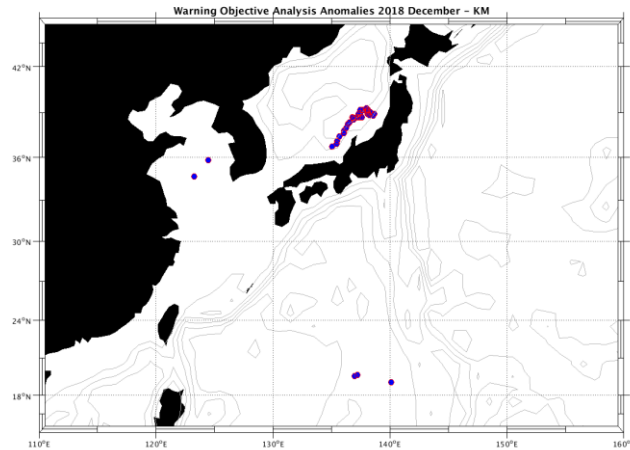 Warning Objective Analysis Anomalies 2018 December - KM
42°N
36°N
30°N
24°N
18°N
110°E
120°E
130°E
140°E
150°E
160°E